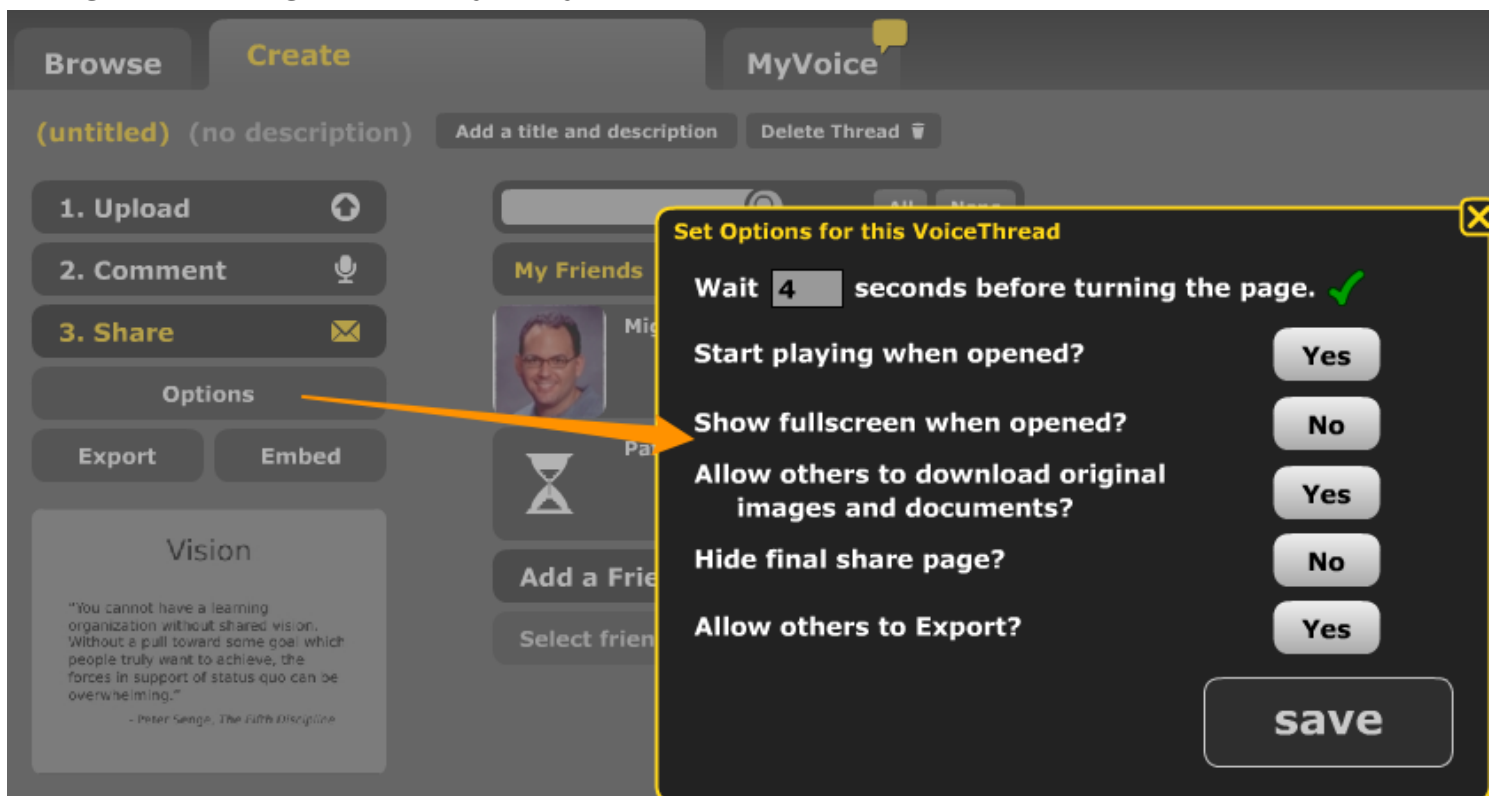 Browse
Create
MyVoice
(untitled) (no description) Add a title and description Delete Thread
1. Upload
2. Comment
3. Share
Options
Export Embed
Vision
"You cannot have a learning
organization without shared vision.
Without a pull toward some goal which
people truly want to achieve, the
forces in support of status quo can be
overwhelming."
- Peter Senge, The Fifth Discipline
All None
My Friends
Add a Frie
Select frien
Set Options for this VoiceThread
Wait 4 seconds before turning the page.
Start playing when opened? Yes
Show fullscreen when opened? No
Allow others to download original
images and documents? Yes
Hide final share page? No
Allow others to Export? Yes
save